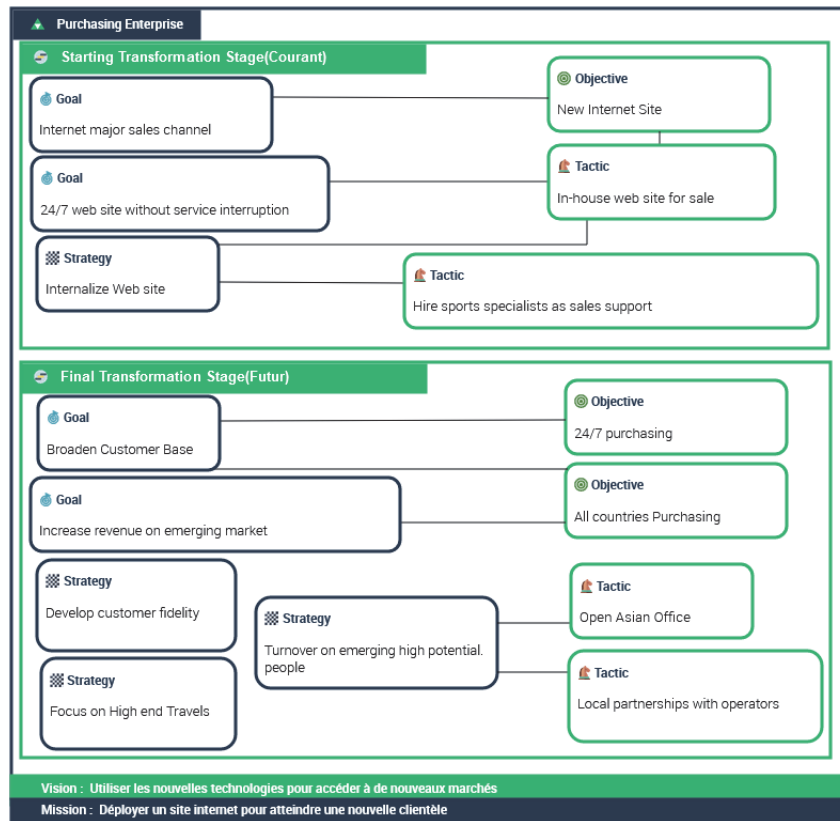 Purchasing Enterprise
Starting Transformation Stage(Courant)
Goal
Internet major sales channel
Objective
New Internet Site
Goal
24/7 web site without service interruption
Tactic
In-house web site for sale
Strategy
Internalize Web site
Tactic
Hire sports specialists as sales support
Final Transformation Stage(Futur)
Goal
Broaden Customer Base
Objective
24/7 purchasing
Goal
Increase revenue on emerging market
Objective
All countries Purchasing
Strategy
Develop customer fidelity
Strategy
Turnover on emerging high potential.
people
Tactic
Open Asian Office
Strategy
Focus on High end Travels
Tactic
Local partnerships with operators
Vision : Utiliser les nouvelles technologies pour accéder à de nouveaux marchés
Mission : Déployer un site internet pour atteindre une nouvelle clientèle